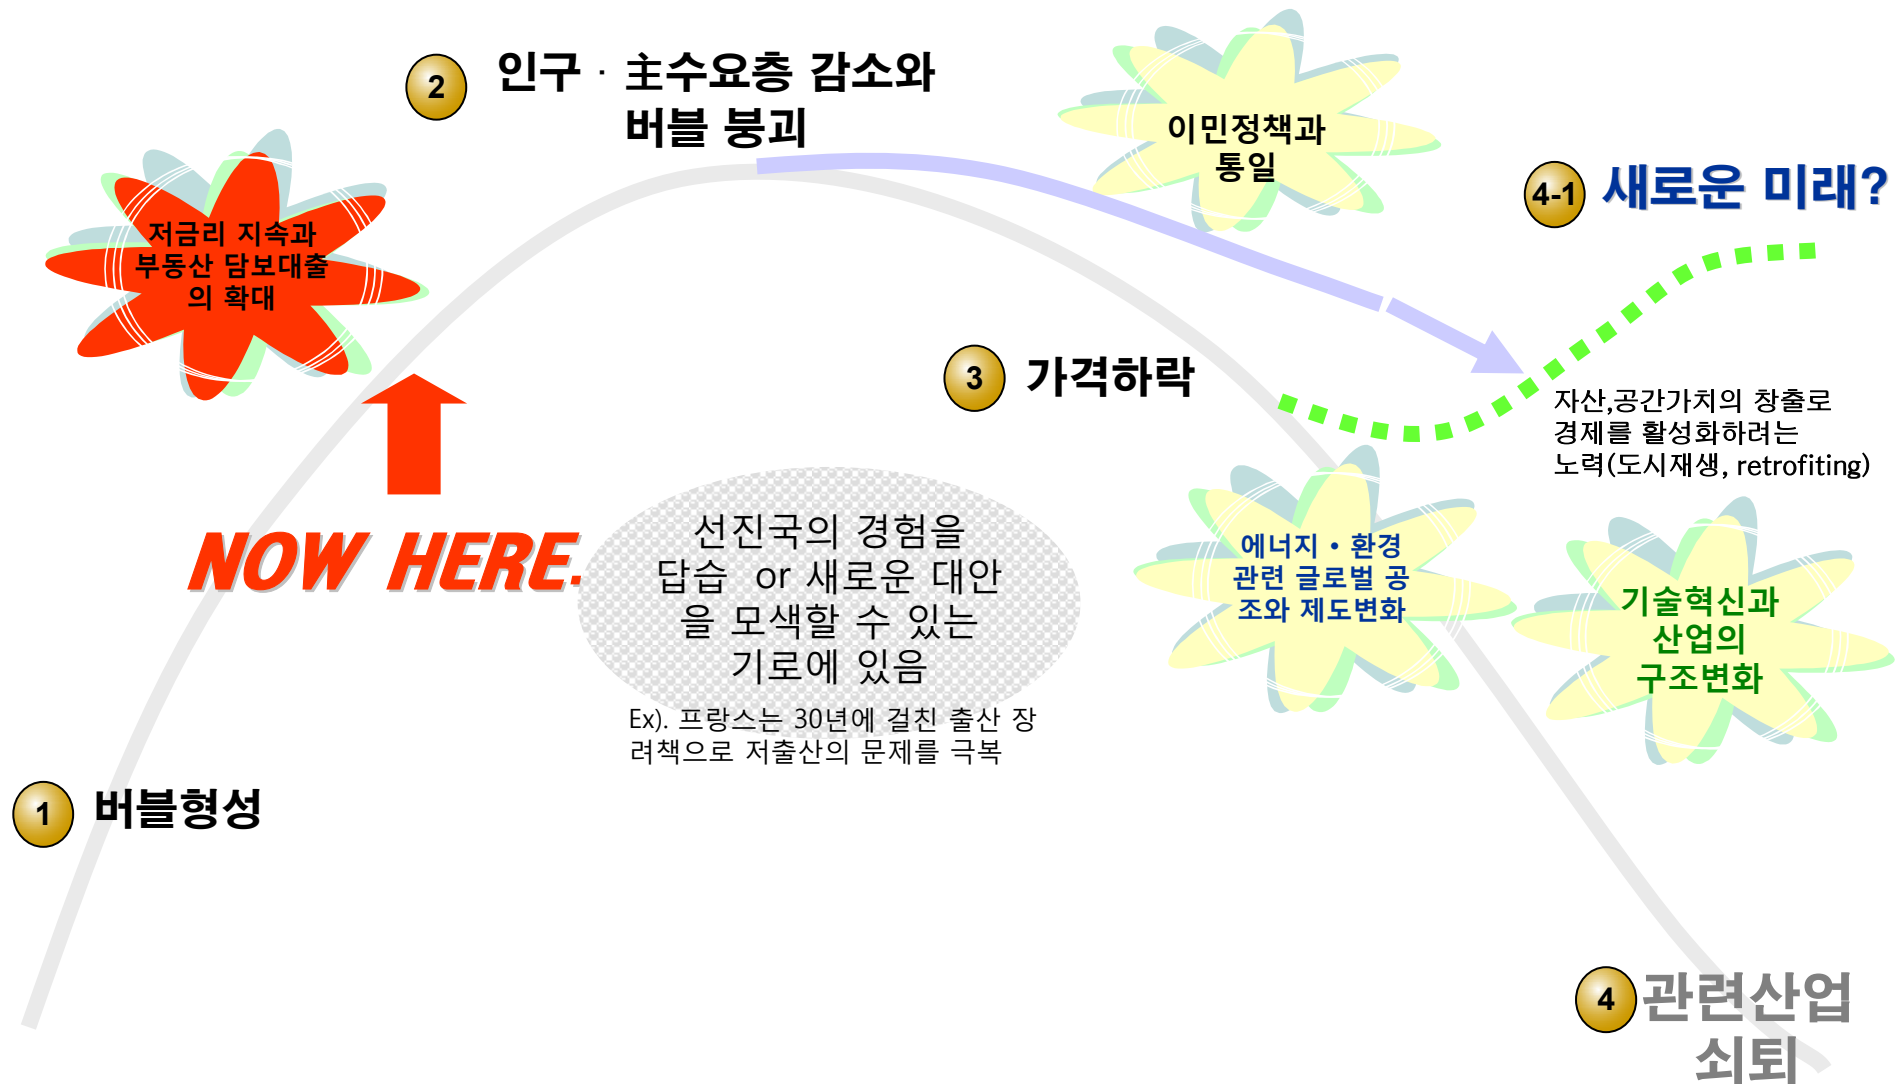 2
인구 · 主수요층 감소와
버블 붕괴
이민정책과
통일
4-1
새로운 미래?
저금리 지속과
부동산 담보대출
의 확대
3
가격하락
자산,공간가치의 창출로
경제를 활성화하려는
노력(도시재생, retrofiting)
NOW HERE.
선진국의 경험을
답습 or 새로운 대안
을 모색할 수 있는
기로에 있음
Ex). 프랑스는 30년에 걸친 출산 장
려책으로 저출산의 문제를 극복
에너지 • 환경
관련 글로벌 공
조와 제도변화
기술혁신과
산업의
구조변화
1
버블형성
4
관련산업
쇠퇴